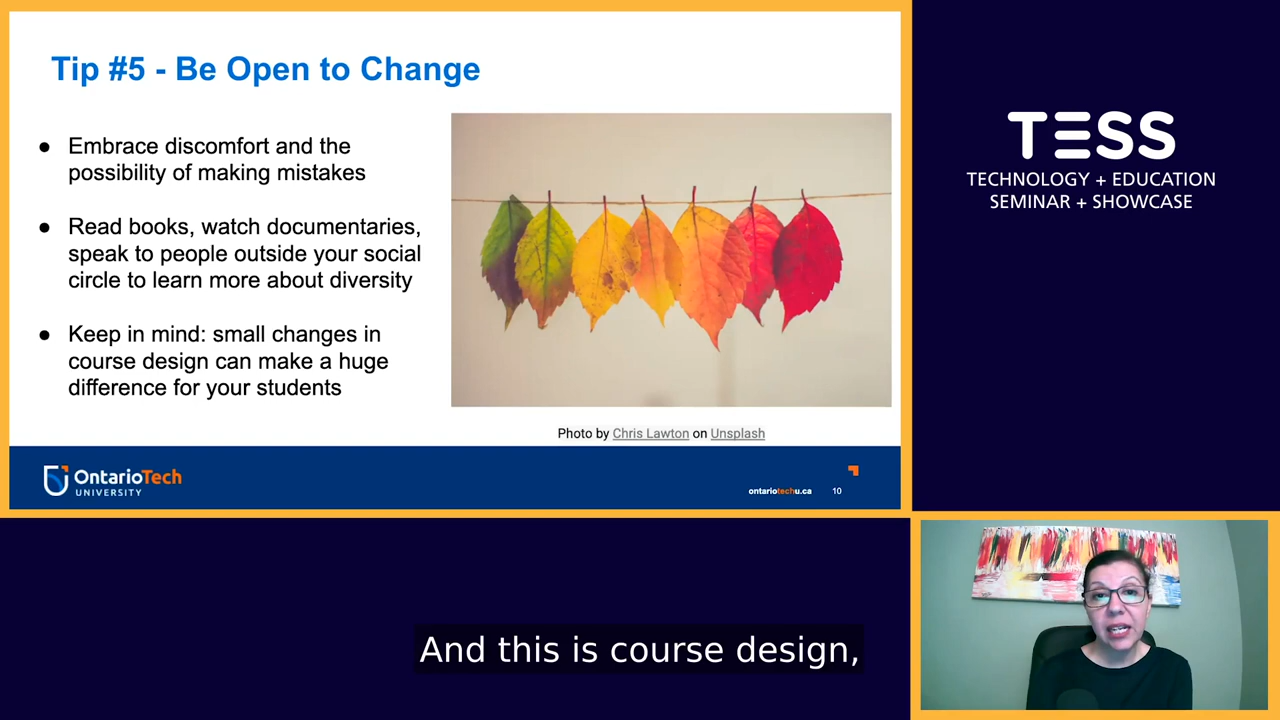 Tip #5 - Be Open to Change
● Embrace discomfort and the
possibility of making mistakes
● Read books, watch documentaries,
speak to people outside your social
circle to learn more about diversity
● Keep in mind: small changes in
course design can make a huge
difference for your students
Photo by Chris Lawton on Unsplash
OntarioTech
UNIVERSITY
ontariotechu.ca
10
TESS
TECHNOLOGY + EDUCATION
SEMINAR + SHOWCASE
And this is course design,